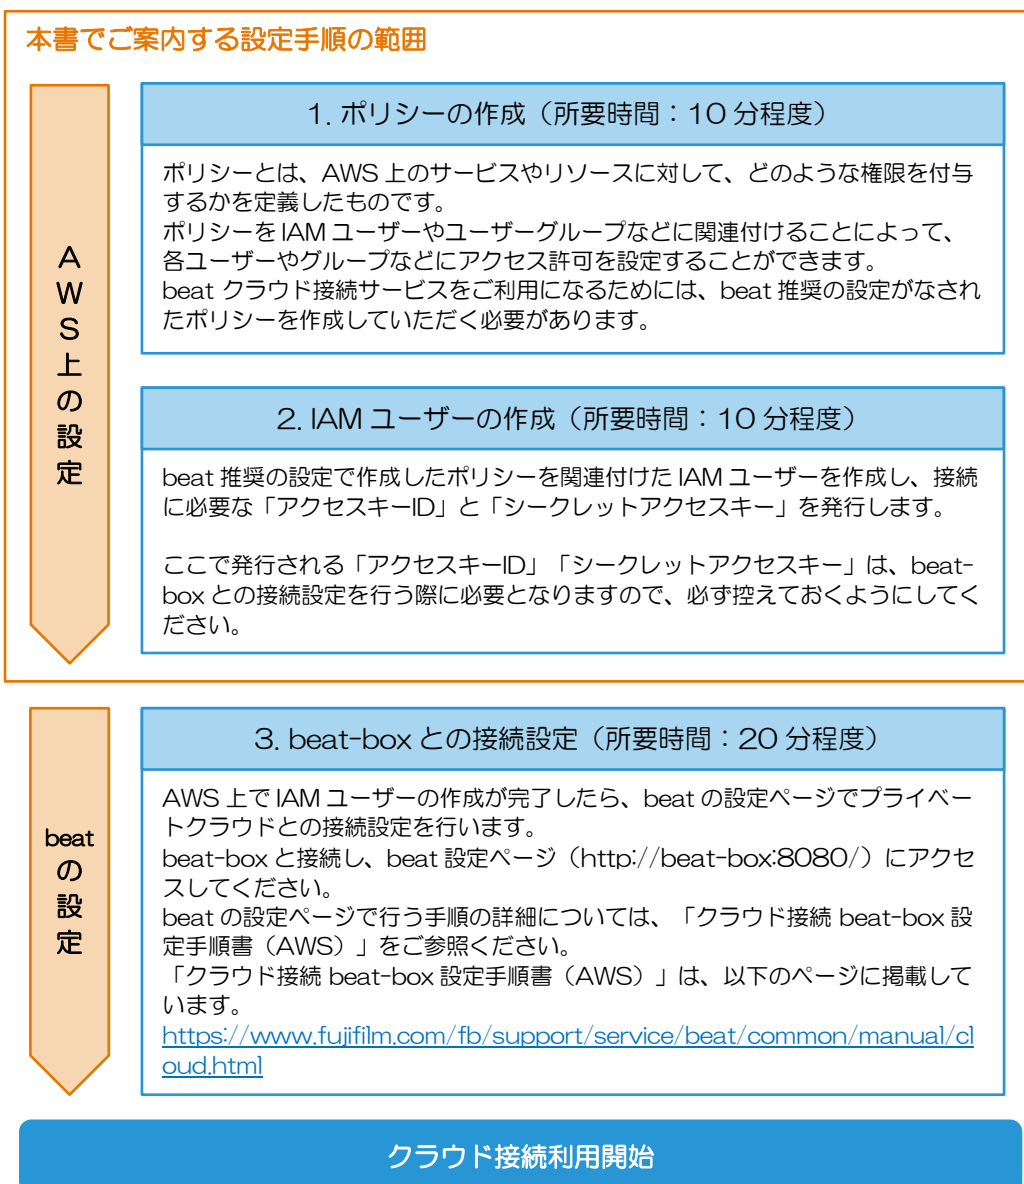 本書でご案内する設定手順の範囲
AWS上の設定
1. ポリシーの作成（所要時間：10 分程度）
ポリシーとは、AWS 上のサービスやリソースに対して、どのような権限を付与
するかを定義したものです。
ポリシーを IAM ユーザーやユーザーグループなどに関連付けることによって、
各ユーザーやグループなどにアクセス許可を設定することができます。
beat クラウド接続サービスをご利用になるためには、beat 推奨の設定がなされ
たポリシーを作成していただく必要があります。
2. IAM ユーザーの作成（所要時間：10 分程度）
beat 推奨の設定で作成したポリシーを関連付けた IAM ユーザーを作成し、接続
に必要な「アクセスキーID」と「シークレットアクセスキー」を発行します。
ここで発行される「アクセスキーID」「シークレットアクセスキー」は、beat-
box との接続設定を行う際に必要となりますので、必ず控えておくようにしてく
ださい。
beatの設定
3. beat-box との接続設定（所要時間：20 分程度）
AWS 上で IAM ユーザーの作成が完了したら、beat の設定ページでプライベー
トクラウドとの接続設定を行います。
beat-box と接続し、beat 設定ページ（http://beat-box:8080/）にアクセ
スしてください。
beat の設定ページで行う手順の詳細については、「クラウド接続 beat-box 設
定手順書（AWS）」をご参照ください。
「クラウド接続 beat-box 設定手順書（AWS）」は、以下のページに掲載して
います。
https://www.fujifilm.com/fb/support/service/beat/common/manual/cl
oud.html
クラウド接続利用開始